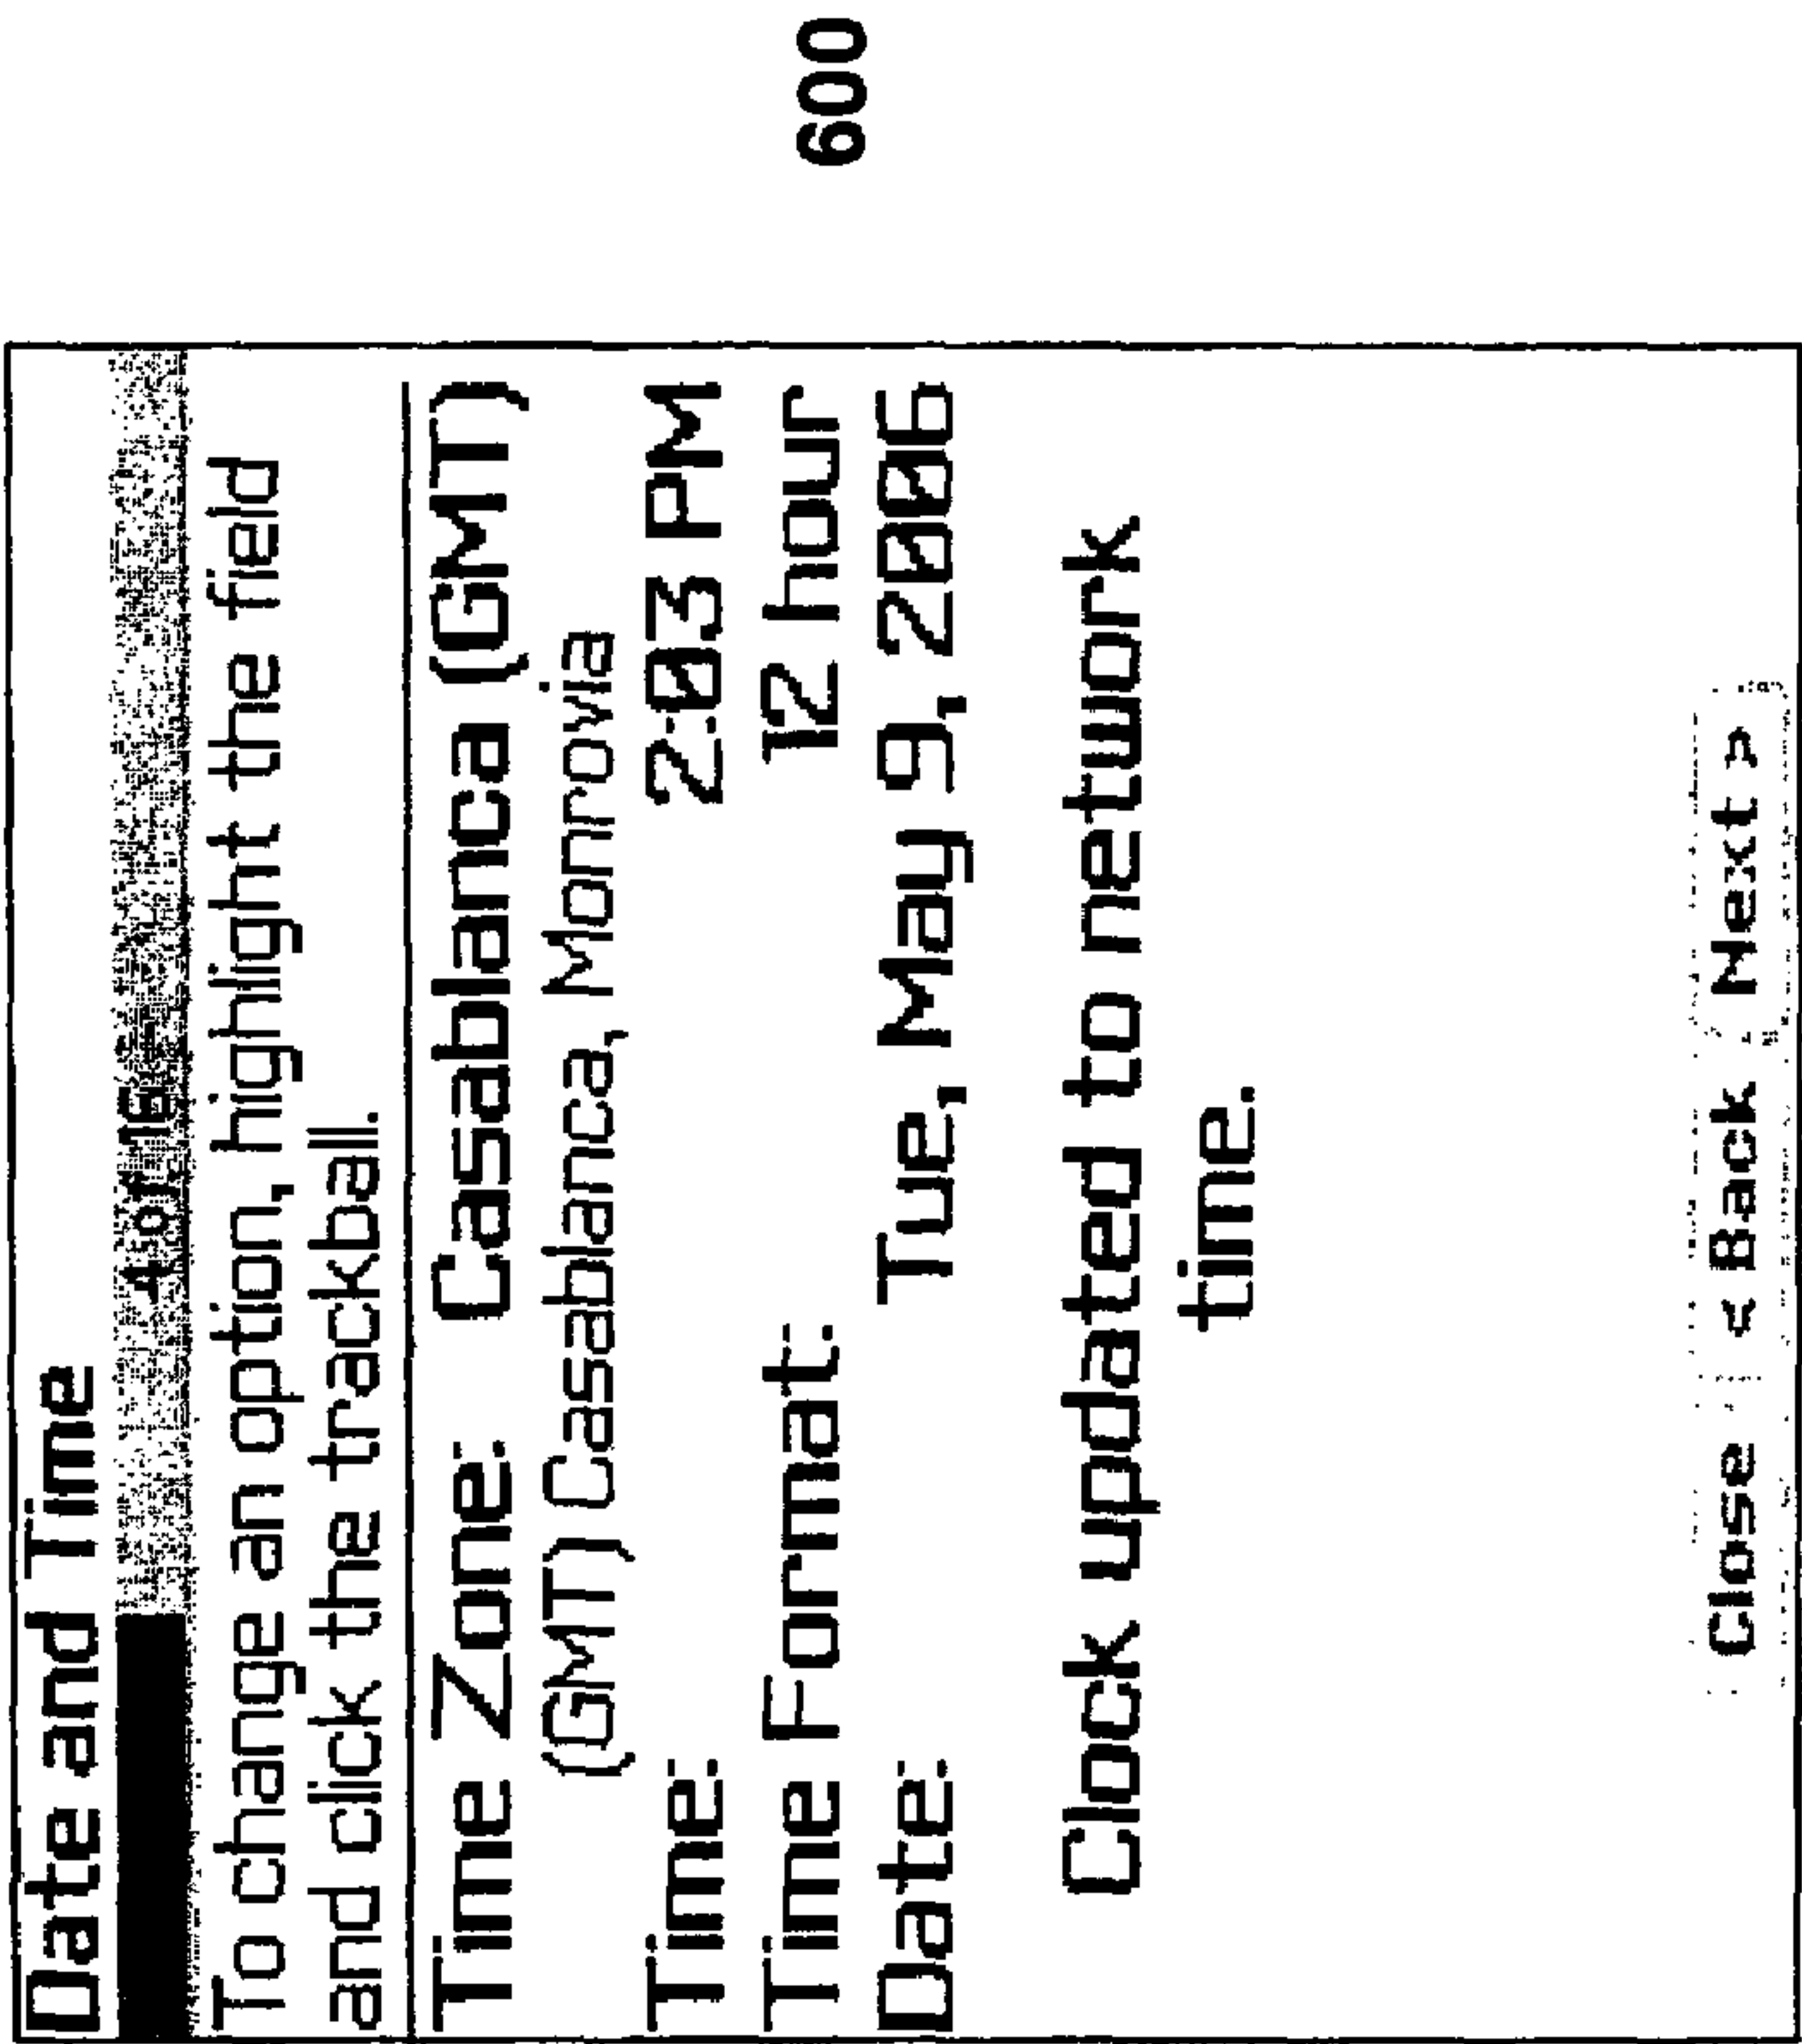 Date and Time
4 of 16
To change an option, highlight the field
and click the trackball.
Time Zone: Casablanca (GMT)
(GMT) Casablanca, Monrovia
Time: 2:03 PM
Time Format: 12 hour
Date: Tue, May 9, 2006
Clock updated to network
time.
Close < Back Next >
600